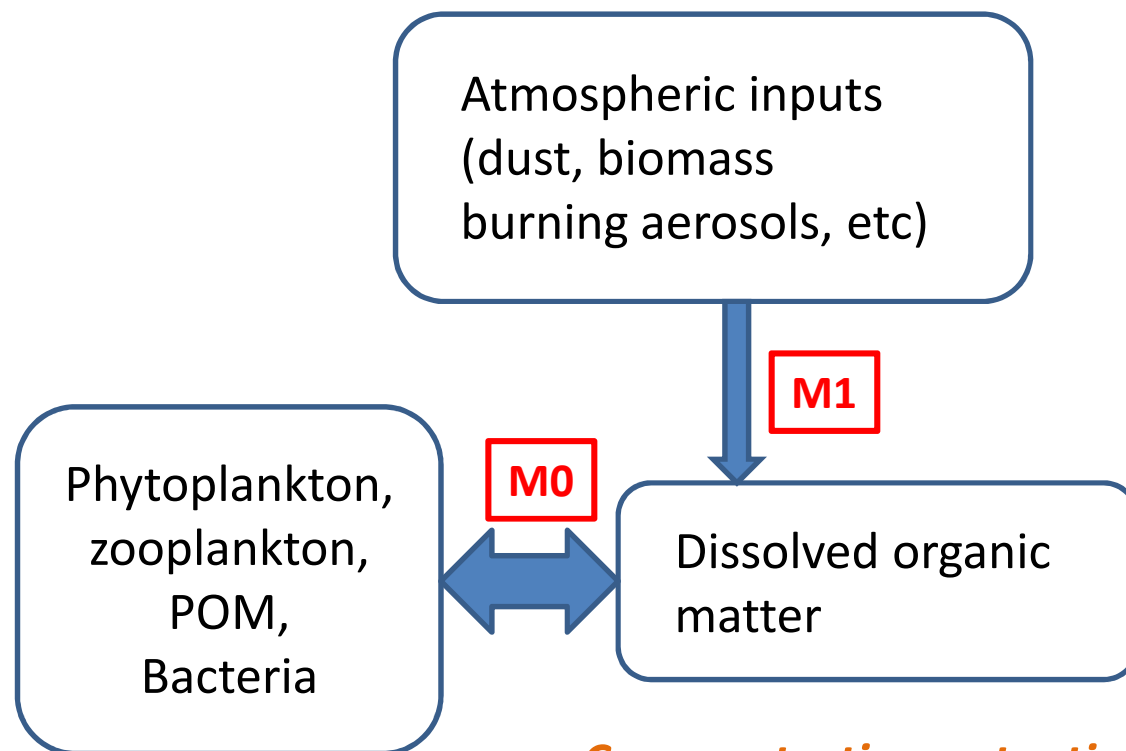 Atmospheric inputs
(dust, biomass
burning aerosols, etc)
M1
M0
Phytoplankton,
zooplankton,
POM,
Bacteria
Dissolved organic
matter